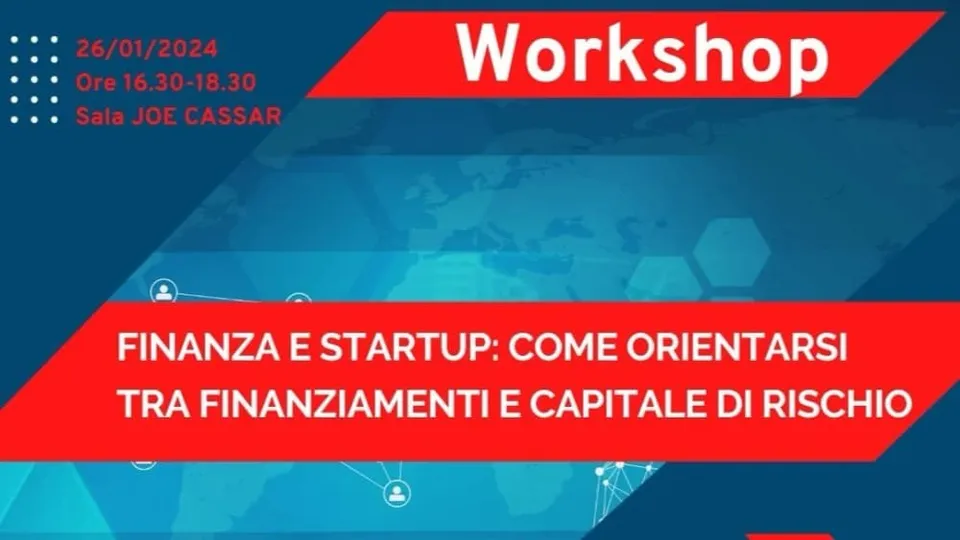 26/01/2024
Ore 16.30-18.30
Sala JOE CASSAR
Workshop
FINANZA E STARTUP: COME ORIENTARSI
TRA FINANZIAMENTI E CAPITALE DI RISCHIO